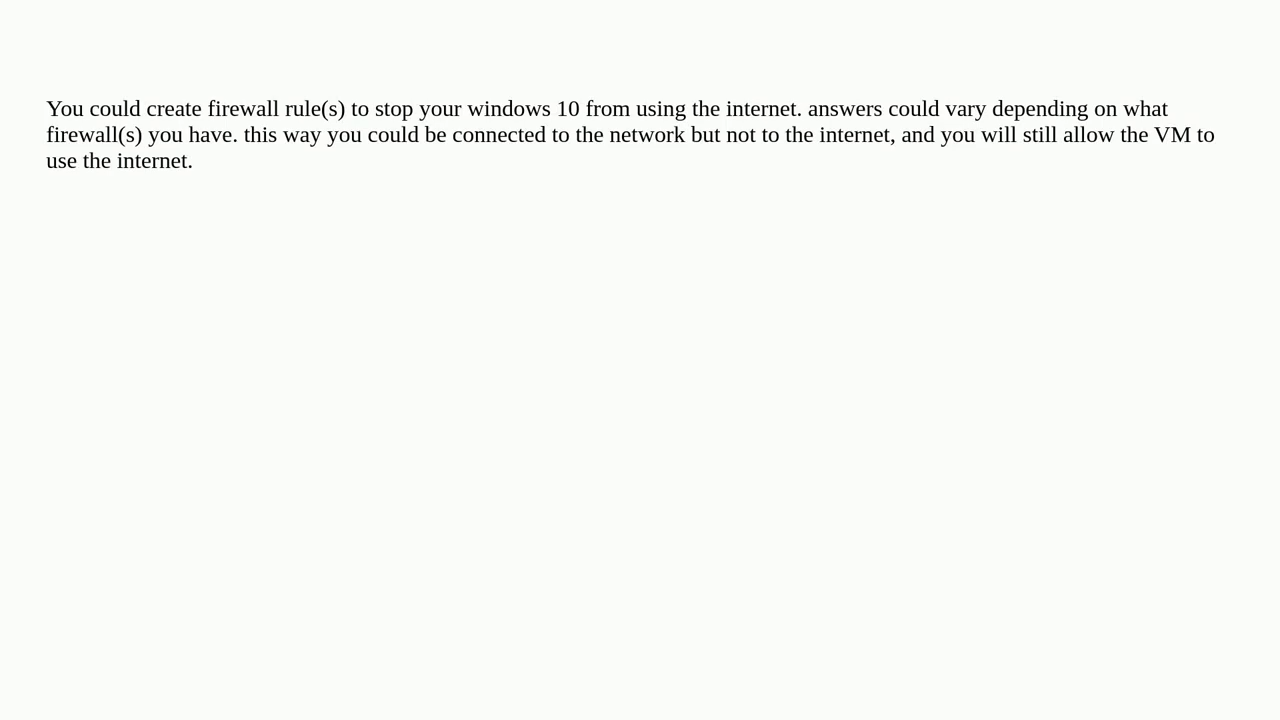 You could create firewall rule(s) to stop your windows 10 from using the internet. answers could vary depending on what
firewall(s) you have. this way you could be connected to the network but not to the internet, and you will still allow the VM to
use the internet.